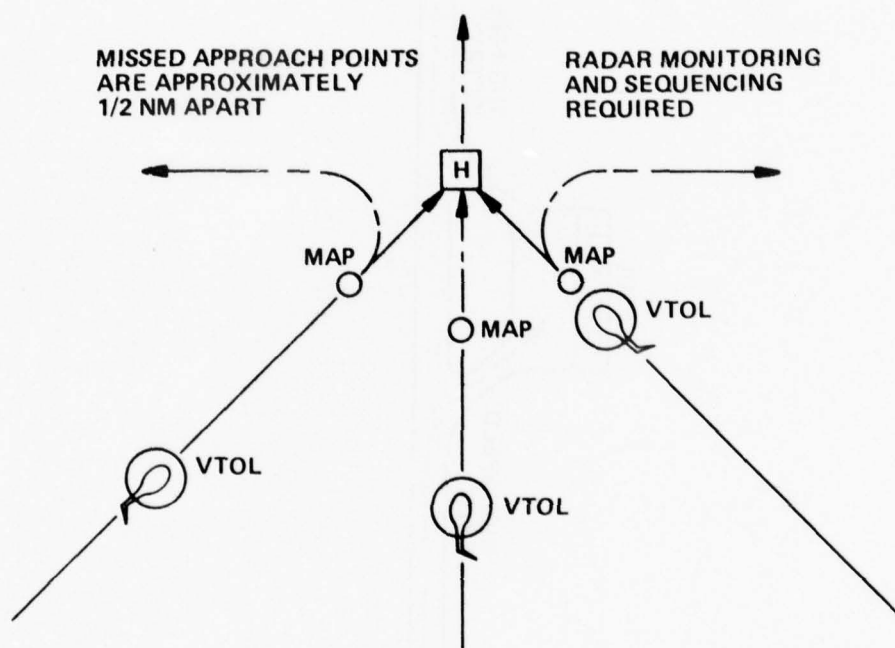 MISSED APPROACH POINTS
ARE APPROXIMATELY
1/2 NM APART
RADAR MONITORING
AND SEQUENCING
REQUIRED
H
MAP
MAP
MAP
VTOL
VTOL
VTOL